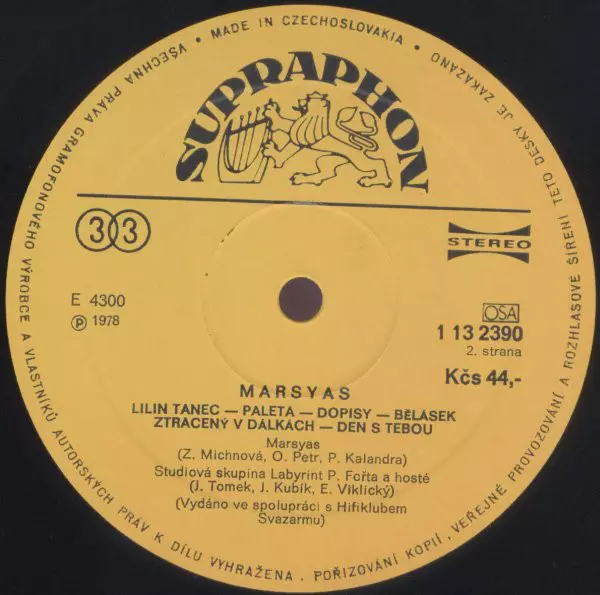 • MADE IN CZECHOSLOVAKIA •
VŠECHNA PRÁVA GRAMOFONOVÉHO VÝROBCE A VLASTNÍKŮ AUTORSKÝCH PRÁV K DÍLU VYHRAŽENA. POŘIZOVÁNÍ KOPIÍ, VEŘEJNÉ PROVOZOVÁNÍ A ROZHLASOVÉ ŠÍŘENÍ TÉTO DESKY JE ZAKÁZÁNO
SUPRAPHON
33
STEREO
E 4300
Ⓟ 1978
OSA
1 13 2390
2. strana
Kčs 44,-
MARSYAS
LILIN TANEC — PALETA — DOPISY — BĚLÁSEK
ZTRACENÝ V DÁLKÁCH — DEN S TEBOU
Marsyas
(Z. Michnová, O. Petr, P. Kalandra)
Studiová skupina Labyrint P. Fořta a hosté
(J. Tomek, J. Kubík, E. Viklický)
(Vydáno ve spolupráci s Hifiklubem
Svazarmu)